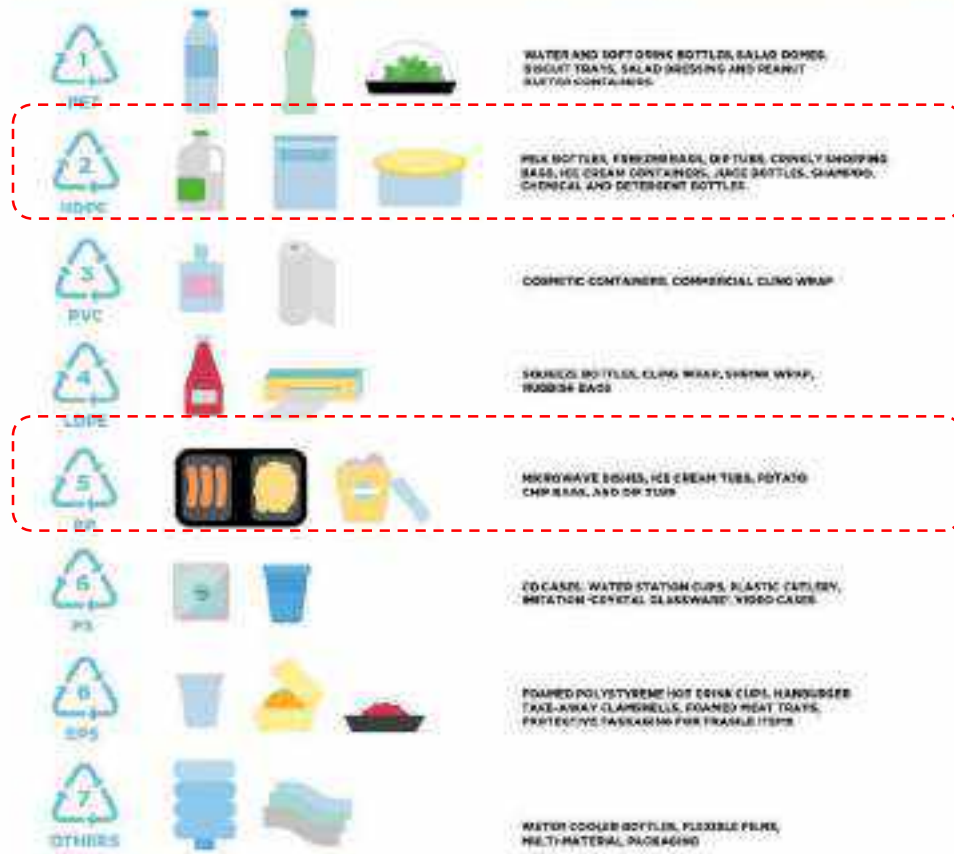 1
PET
WATER AND SOFT DRINK BOTTLES, SALAD DOMES,
BISCUIT TRAYS, SALAD DRESSING AND PEANUT
BUTTER CONTAINERS
2
HDPE
MILK BOTTLES, FREEZER BAGS, DIP TUBS, CRINKLY SHOPPING
BAGS, ICE CREAM CONTAINERS, JUICE BOTTLES, SHAMPOO,
CHEMICAL AND DETERGENT BOTTLES
3
PVC
COSMETIC CONTAINERS, COMMERCIAL CLING WRAP
4
LDPE
SQUEEZE BOTTLES, CLING WRAP, SHRINK WRAP,
RUBBISH BAGS
5
PP
MICROWAVE DISHES, ICE CREAM TUBS, POTATO
CHIP BAGS, AND DIP TUBS
6
PS
CD CASES, WATER STATION CUPS, PLASTIC CUTLERY,
IMITATION 'CRYSTAL GLASSWARE', VIDEO CASES
6
EPS
FOAMED POLYSTYRENE HOT DRINK CUPS, HAMBURGER
TAKE-AWAY CLAMSHELLS, FOAMED MEAT TRAYS,
PROTECTIVE PACKAGING FOR FRAGILE ITEMS
7
OTHERS
WATER COOLER BOTTLES, FLEXIBLE FILMS,
MULTI-MATERIAL PACKAGING